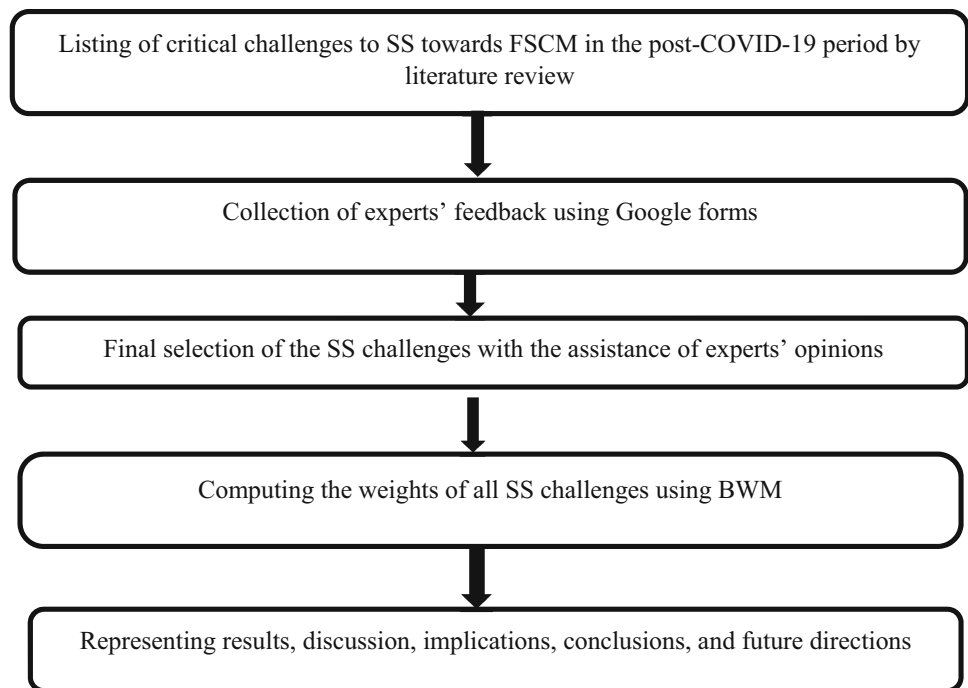 Listing of critical challenges to SS towards FSCM in the post-COVID-19 period by
literature review
Collection of experts’ feedback using Google forms
Final selection of the SS challenges with the assistance of experts’ opinions
Computing the weights of all SS challenges using BWM
Representing results, discussion, implications, conclusions, and future directions